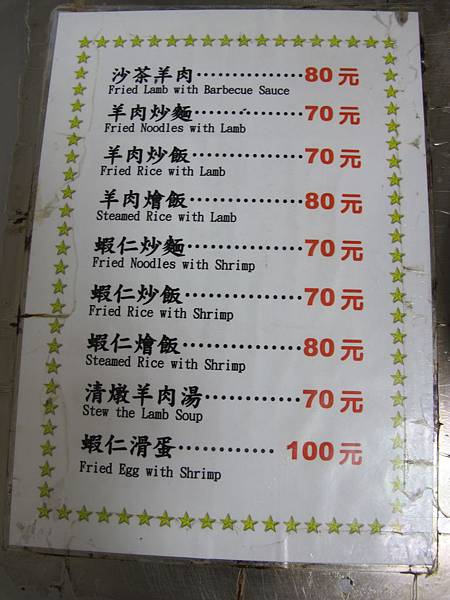 沙茶羊肉················80元
Fried Lamb with Barbecue Sauce
羊肉炒麵················70元
Fried Noodles with Lamb
羊肉炒飯················70元
Fried Rice with Lamb
羊肉燴飯················80元
Steamed Rice with Lamb
蝦仁炒麵················70元
Fried Noodles with Shrimp
蝦仁炒飯················70元
Fried Rice with Shrimp
蝦仁燴飯················80元
Steamed Rice with Shrimp
清燉羊肉湯·············70元
Stew the Lamb Soup
蝦仁滑蛋············ 100元
Fried Egg with Shrimp